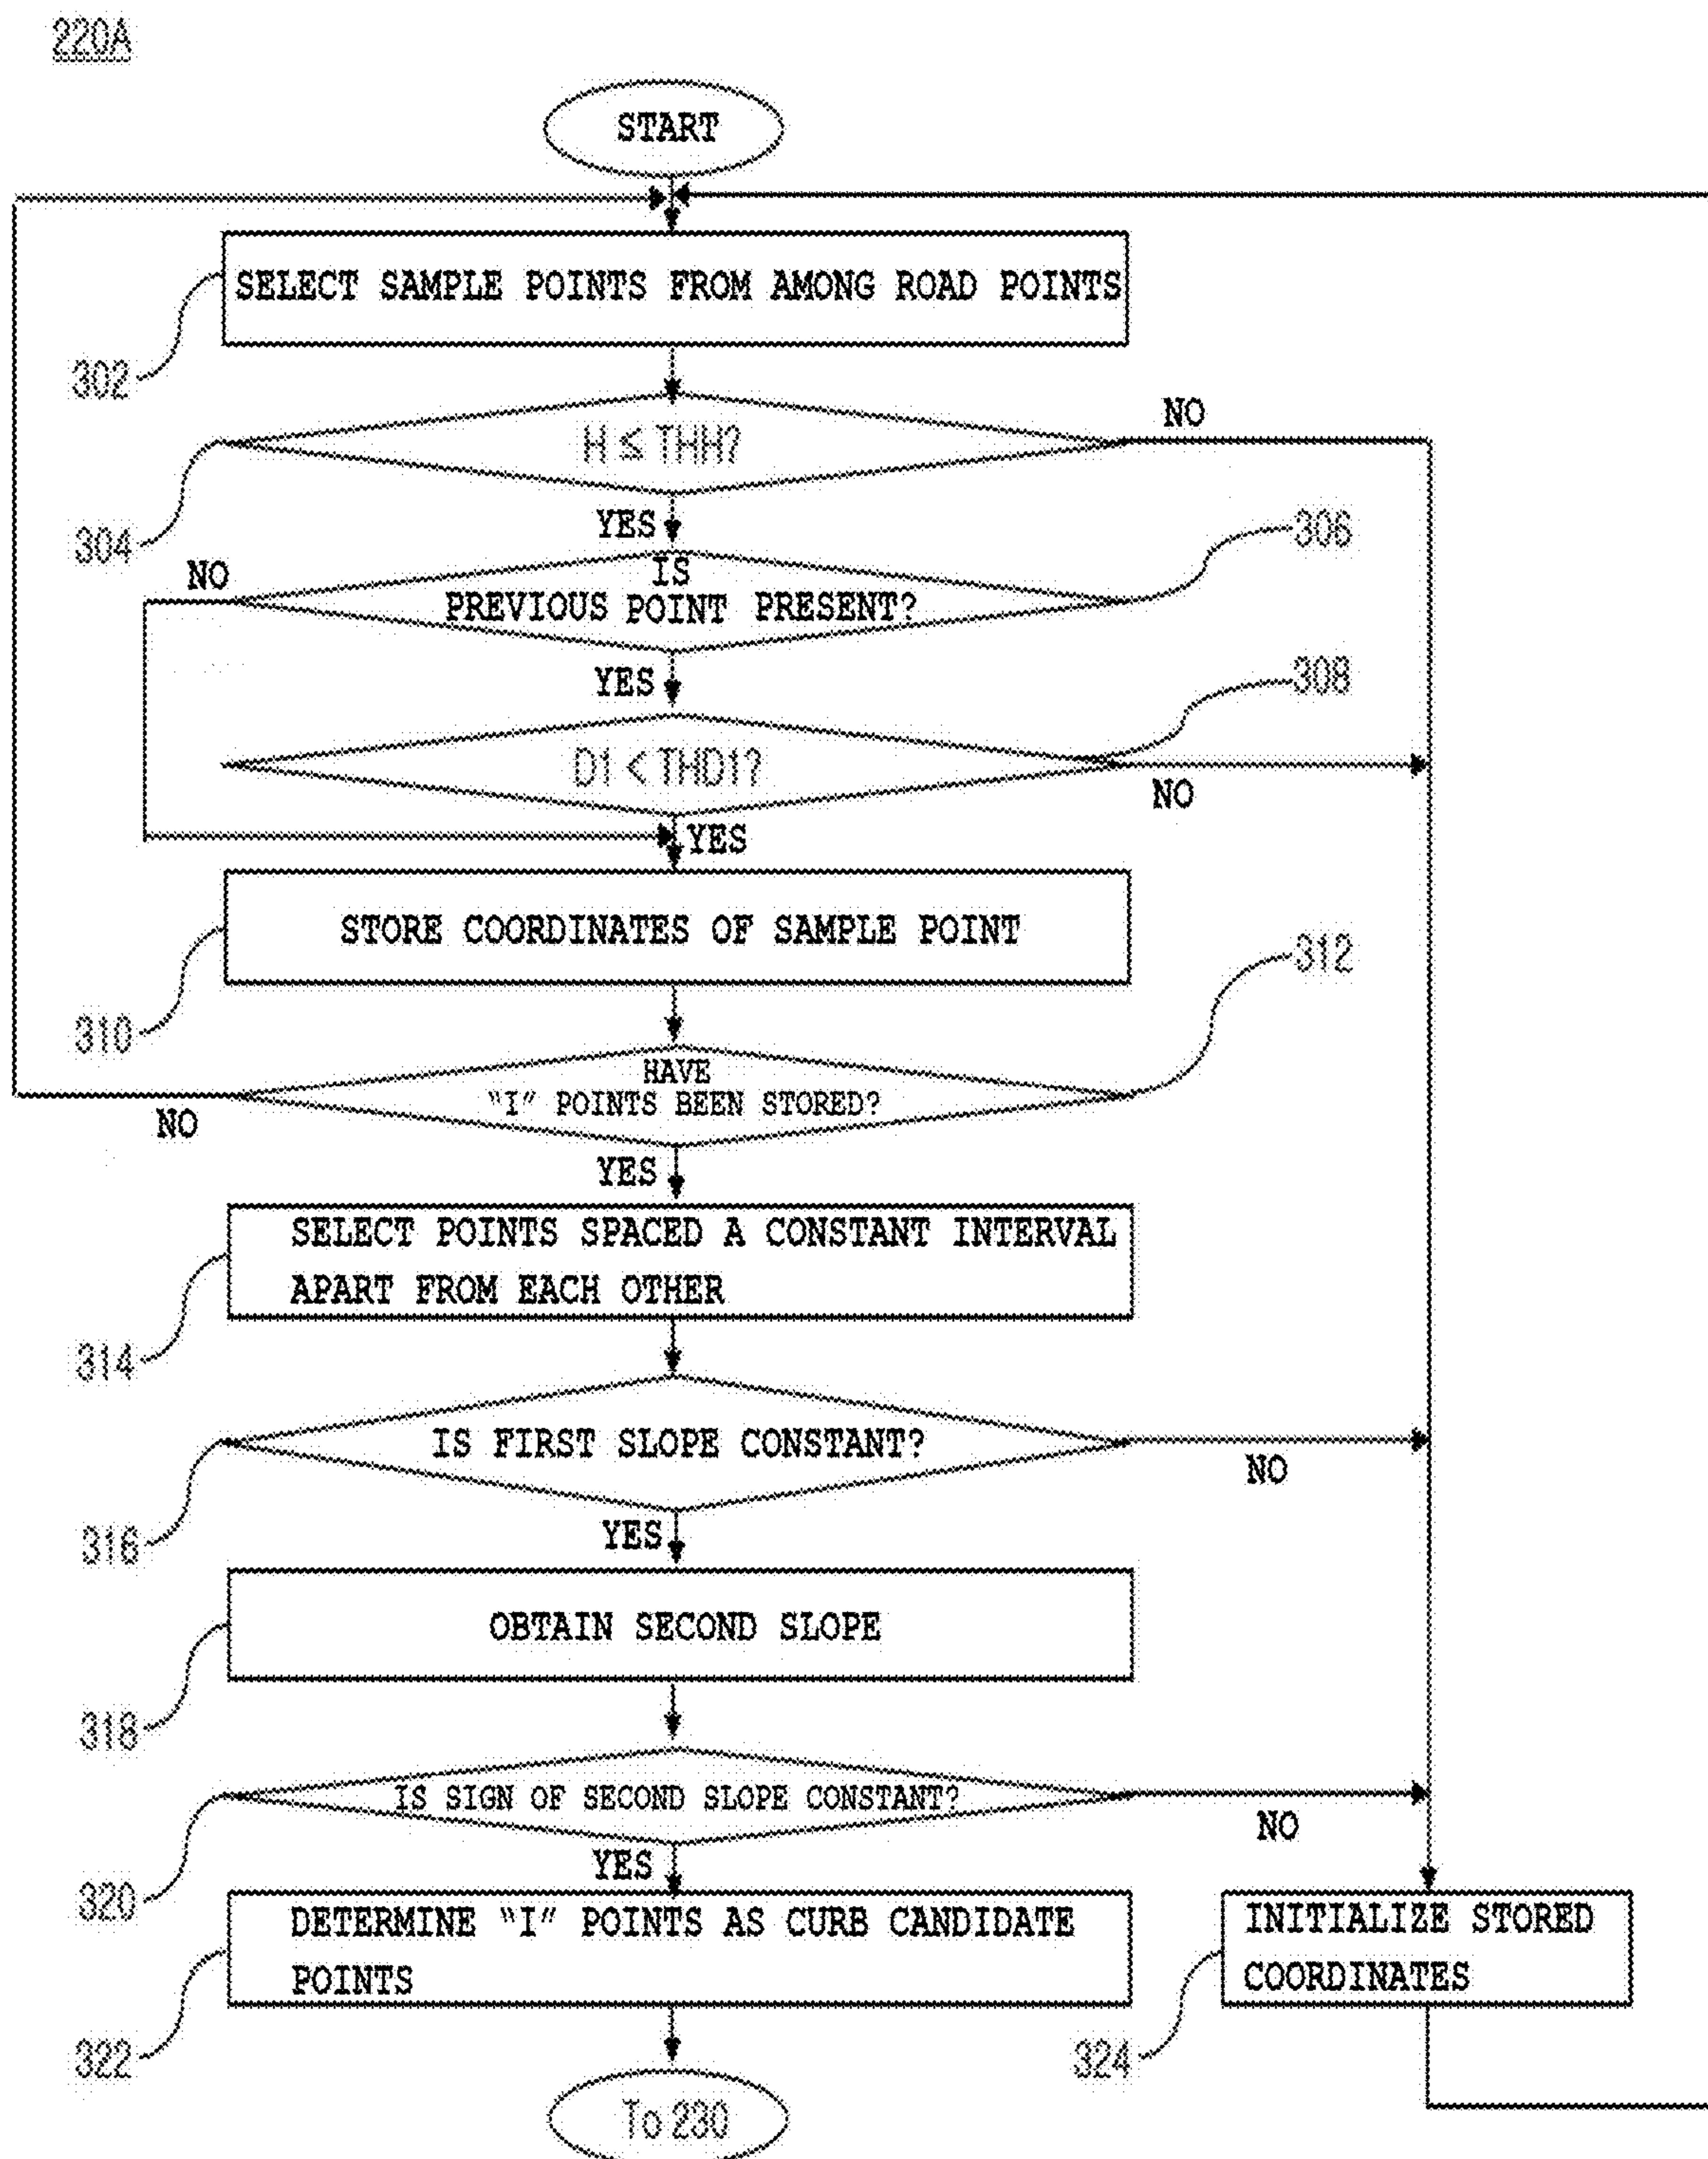 220A
START
SELECT SAMPLE POINTS FROM AMONG ROAD POINTS
302
H ≤ THH?
NO
304
YES
306
IS
PREVIOUS POINT PRESENT?
NO
YES
308
D1 < THD1?
NO
YES
STORE COORDINATES OF SAMPLE POINT
310
312
HAVE
"I" POINTS BEEN STORED?
NO
YES
SELECT POINTS SPACED A CONSTANT INTERVAL
APART FROM EACH OTHER
314
IS FIRST SLOPE CONSTANT?
NO
316
YES
OBTAIN SECOND SLOPE
318
IS SIGN OF SECOND SLOPE CONSTANT?
NO
320
YES
DETERMINE "I" POINTS AS CURB CANDIDATE
POINTS
322
INITIALIZE STORED
COORDINATES
324
To 230